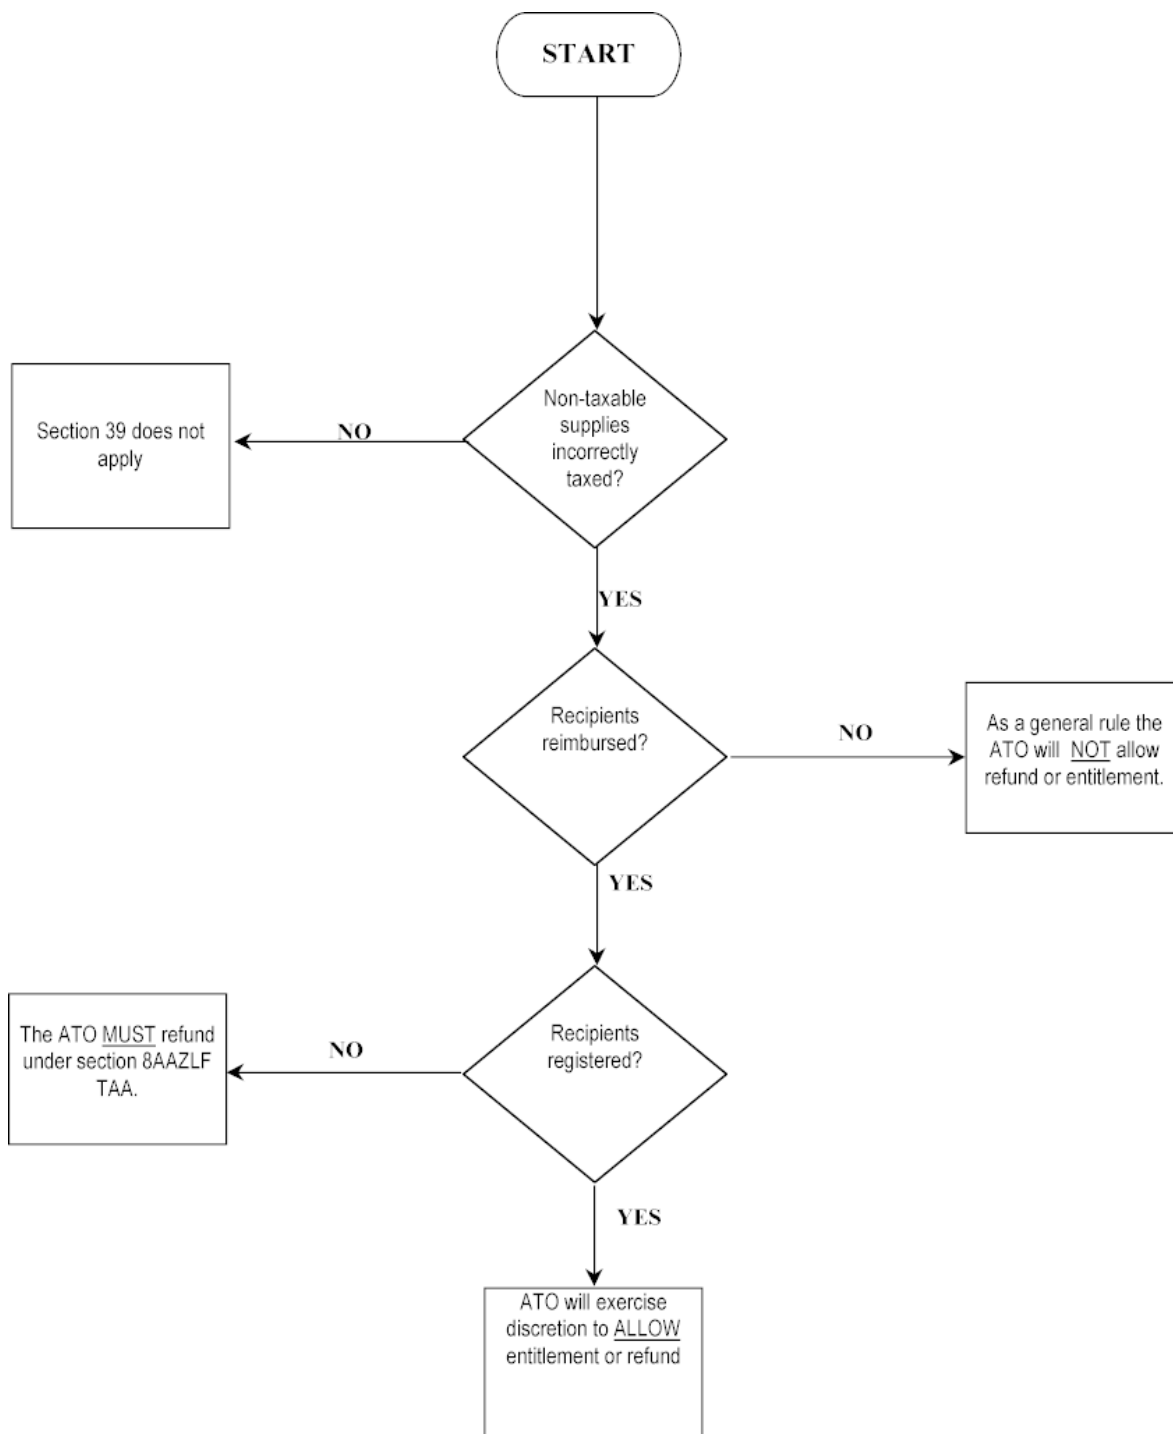 START
Non-taxable
supplies
incorrectly
taxed?
NO
Section 39 does not
apply
YES
Recipients
reimbursed?
NO
As a general rule the
ATO will NOT allow
refund or entitlement.
YES
Recipients
registered?
NO
The ATO MUST refund
under section 8AAZLF
TAA.
YES
ATO will exercise
discretion to ALLOW
entitlement or refund